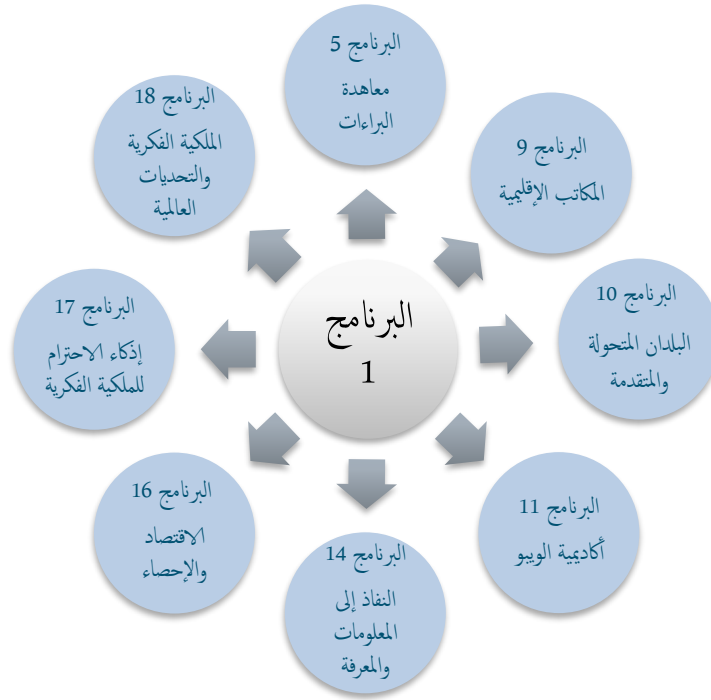 البرنامج 5
معاهدة
البراءات
البرنامج 9
المكاتب الإقليمية
البرنامج 10
البلدان المتحولة
والمتقدمة
البرنامج 11
أكاديمية الويبو
البرنامج 14
النفاذ إلى
المعلومات
والمعرفة
البرنامج 16
الاقتصاد
والإحصاء
البرنامج 17
إذكاء الاحترام
للملكية الفكرية
البرنامج 18
الملكية الفكرية
والتحديات
العالمية
البرنامج
1